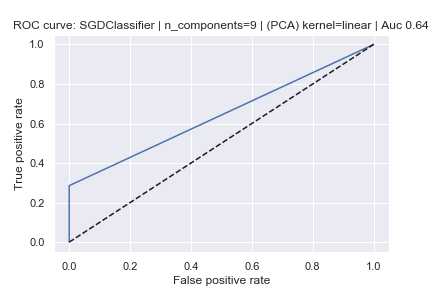 ROC curve: SGDClassifier | n_components=9 | (PCA) kernel=linear | Auc 0.64
1.0
0.8
0.6
0.4
0.2
0.0
True positive rate
0.0 0.2 0.4 0.6 0.8 1.0
False positive rate